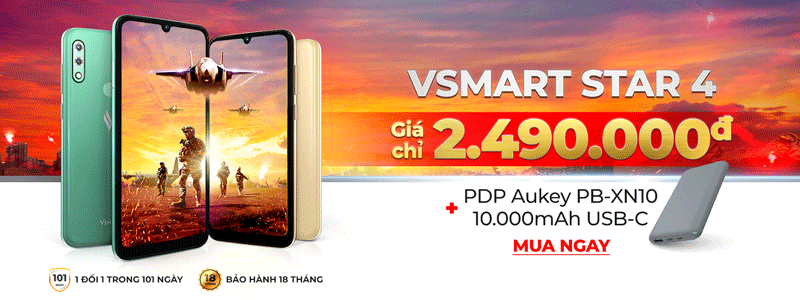 VSMART STAR 4
Giá chỉ 2.490.000đ
+ PDP Aukey PB-XN10
10.000mAh USB-C
MUA NGAY
101
1 ĐỔI 1 TRONG 101 NGÀY
18
BẢO HÀNH 18 THÁNG